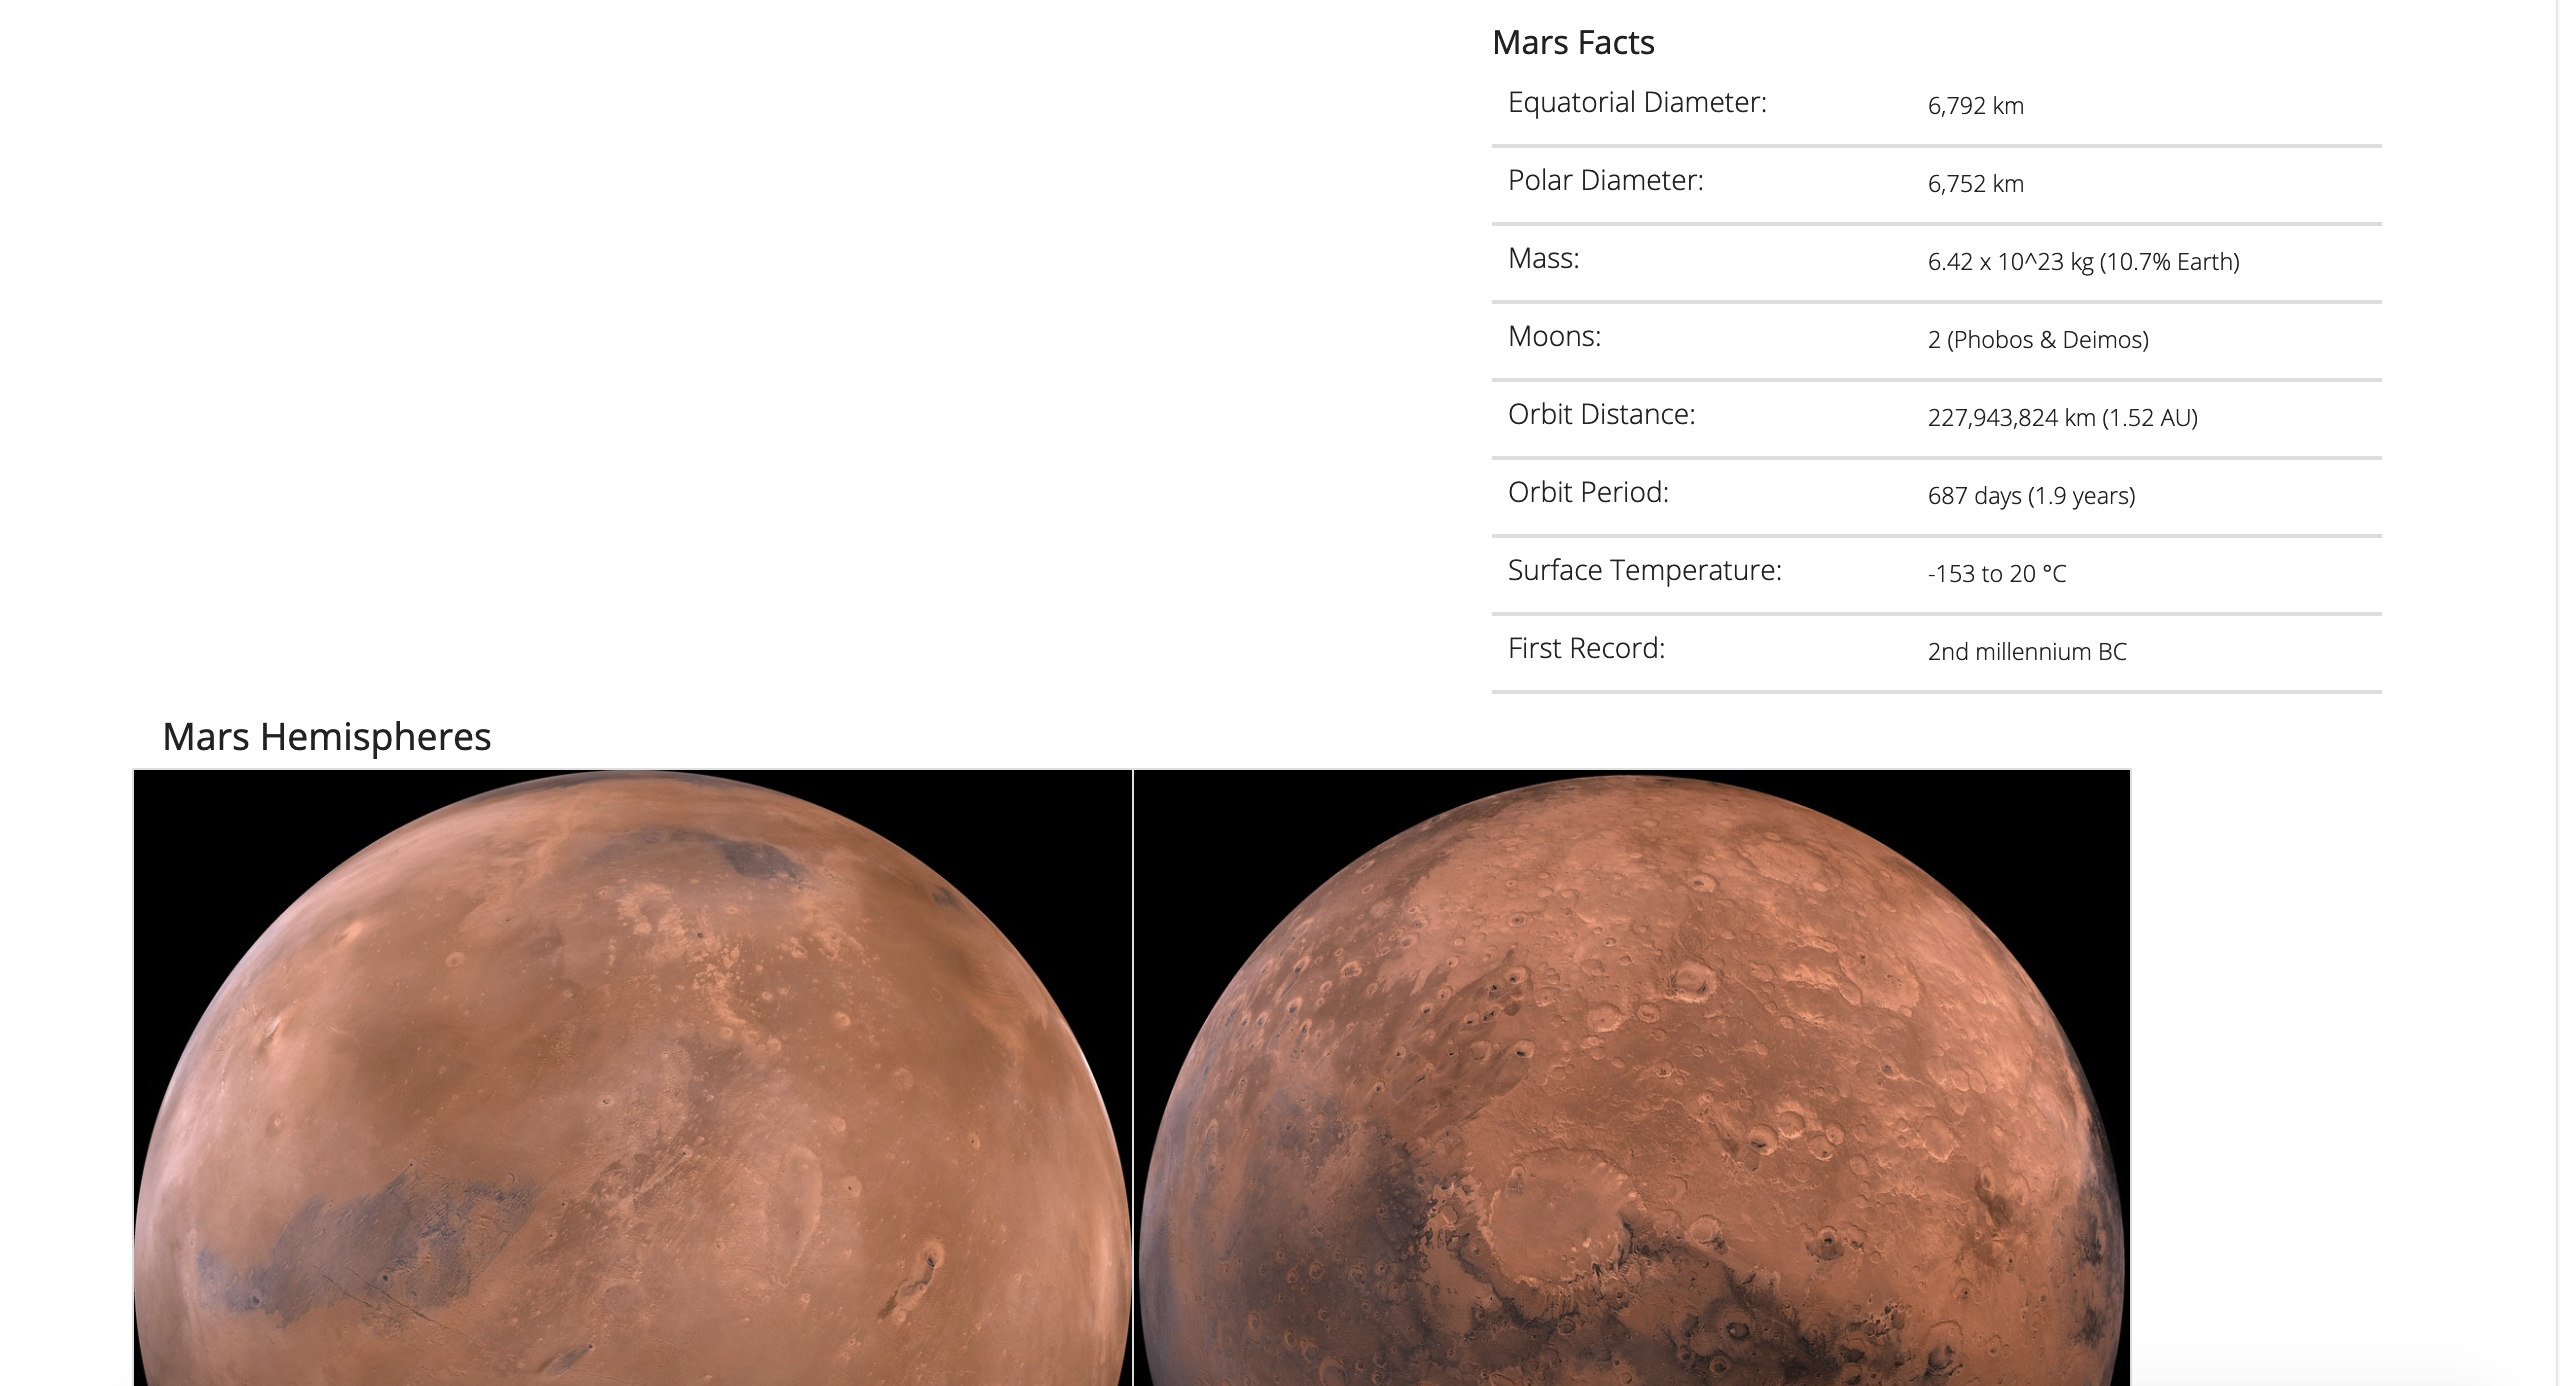 Mars Facts
Equatorial Diameter: 6,792 km
Polar Diameter: 6,752 km
Mass: 6.42 x 10^23 kg (10.7% Earth)
Moons: 2 (Phobos & Deimos)
Orbit Distance: 227,943,824 km (1.52 AU)
Orbit Period: 687 days (1.9 years)
Surface Temperature: -153 to 20 °C
First Record: 2nd millennium BC
Mars Hemispheres